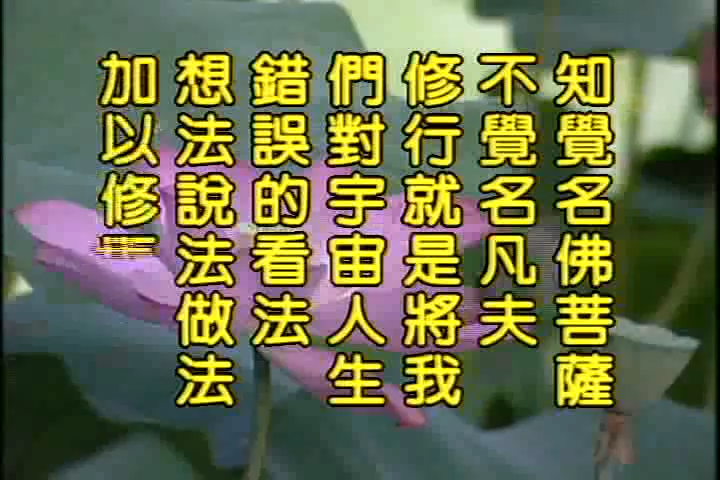 知覺名佛菩薩
不覺名凡夫
修行就是將我
們對宇宙人生
錯誤的看法
想法說法做法
加以修